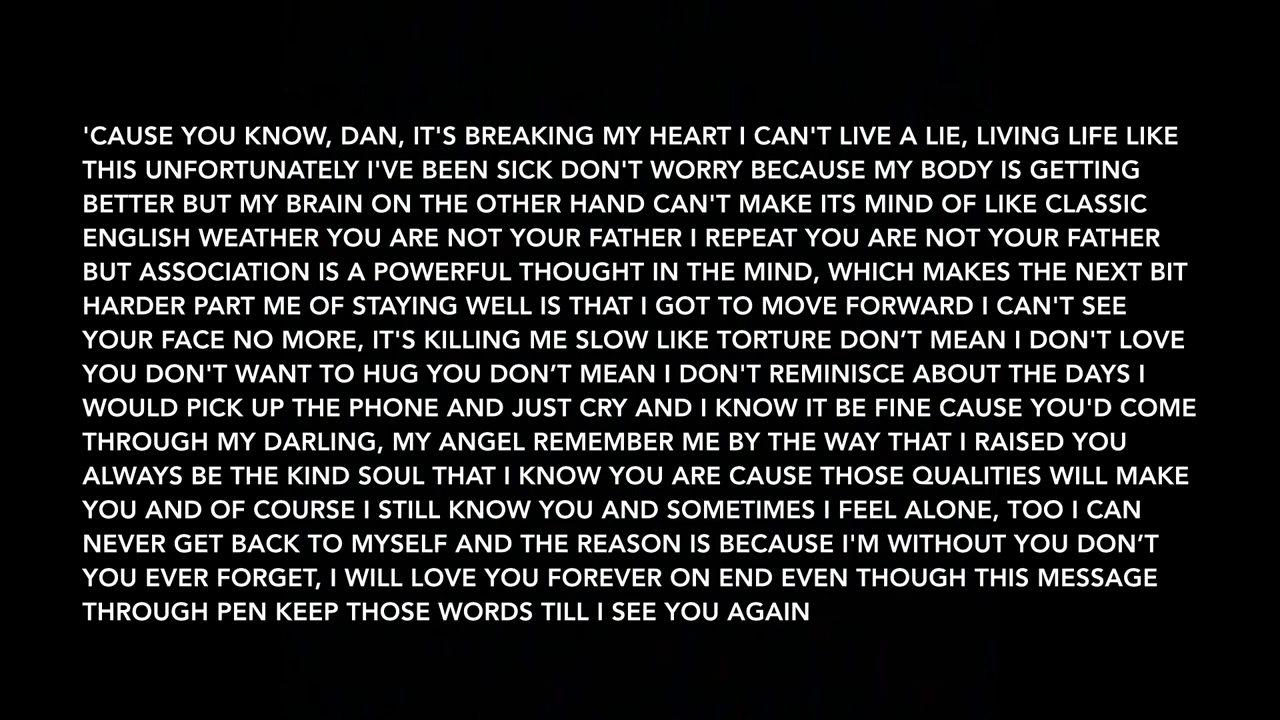 'CAUSE YOU KNOW, DAN, IT'S BREAKING MY HEART I CAN'T LIVE A LIE, LIVING LIFE LIKE
THIS UNFORTUNATELY I'VE BEEN SICK DON'T WORRY BECAUSE MY BODY IS GETTING
BETTER BUT MY BRAIN ON THE OTHER HAND CAN'T MAKE ITS MIND OF LIKE CLASSIC
ENGLISH WEATHER YOU ARE NOT YOUR FATHER I REPEAT YOU ARE NOT YOUR FATHER
BUT ASSOCIATION IS A POWERFUL THOUGHT IN THE MIND, WHICH MAKES THE NEXT BIT
HARDER PART ME OF STAYING WELL IS THAT I GOT TO MOVE FORWARD I CAN'T SEE
YOUR FACE NO MORE, IT'S KILLING ME SLOW LIKE TORTURE DON’T MEAN I DON'T LOVE
YOU DON'T WANT TO HUG YOU DON’T MEAN I DON'T REMINISCE ABOUT THE DAYS I
WOULD PICK UP THE PHONE AND JUST CRY AND I KNOW IT BE FINE CAUSE YOU'D COME
THROUGH MY DARLING, MY ANGEL REMEMBER ME BY THE WAY THAT I RAISED YOU
ALWAYS BE THE KIND SOUL THAT I KNOW YOU ARE CAUSE THOSE QUALITIES WILL MAKE
YOU AND OF COURSE I STILL KNOW YOU AND SOMETIMES I FEEL ALONE, TOO I CAN
NEVER GET BACK TO MYSELF AND THE REASON IS BECAUSE I'M WITHOUT YOU DON’T
YOU EVER FORGET, I WILL LOVE YOU FOREVER ON END EVEN THOUGH THIS MESSAGE
THROUGH PEN KEEP THOSE WORDS TILL I SEE YOU AGAIN